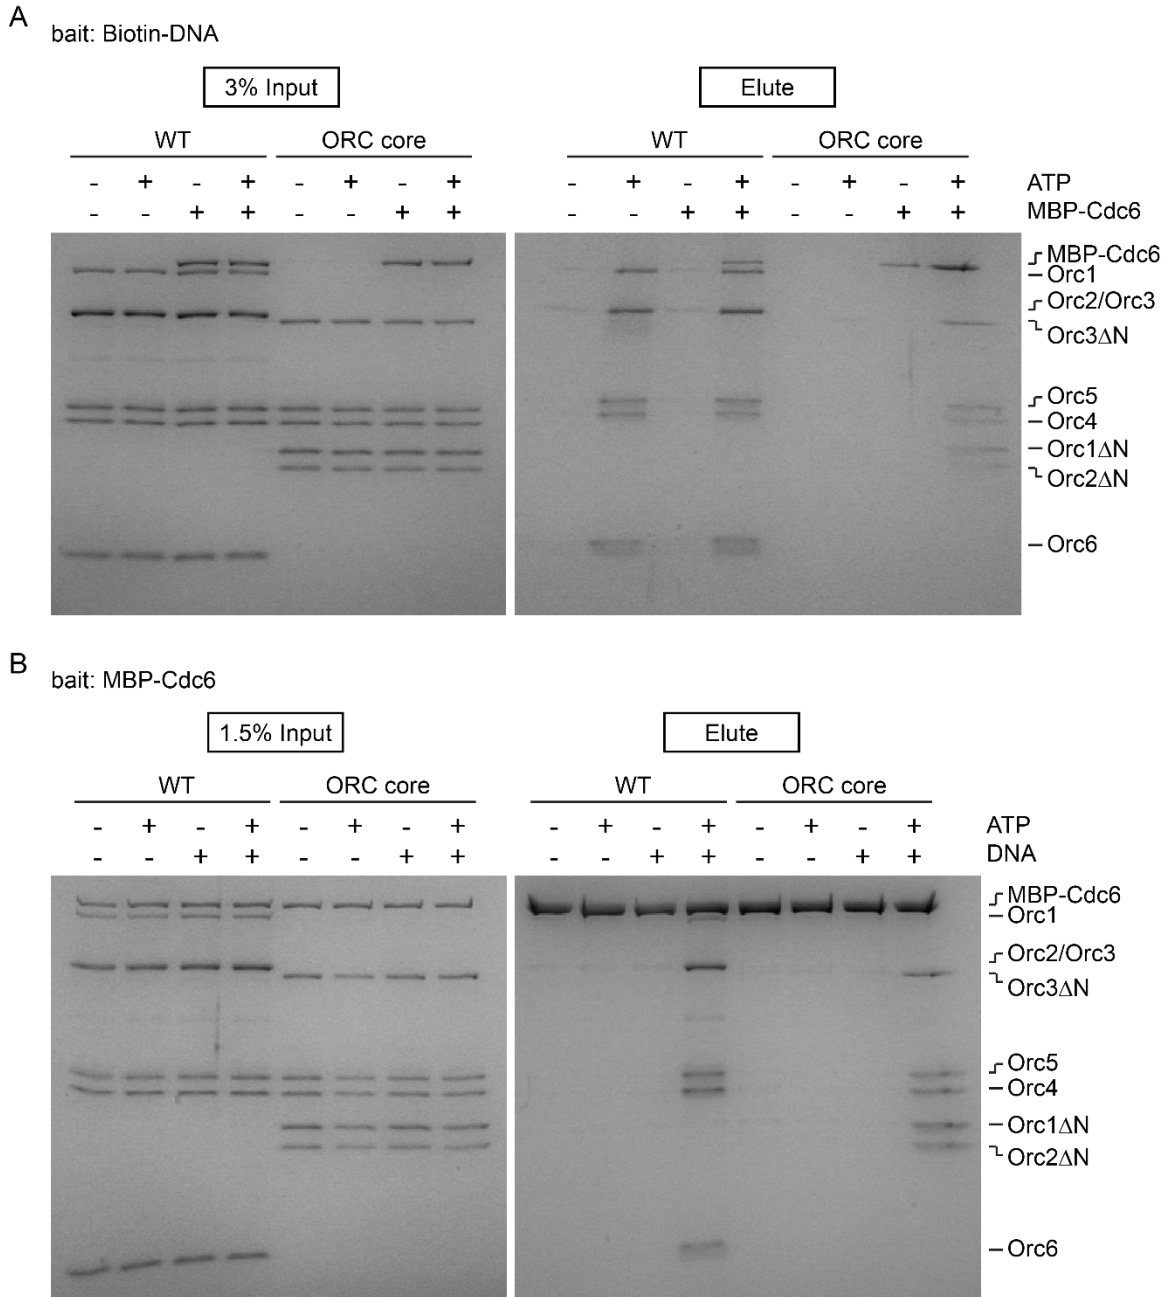 A
bait: Biotin-DNA
3% Input
Elute
WT ORC core WT ORC core
- + - + - + - + - + - + - + - + ATP
- - + + - - + + - - + + - - + + MBP-Cdc6
MBP-Cdc6
Orc1
Orc2/Orc3
Orc3ΔN
Orc5
Orc4
Orc1ΔN
Orc2ΔN
Orc6
B
bait: MBP-Cdc6
1.5% Input
Elute
WT ORC core WT ORC core
- + - + - + - + - + - + - + - + ATP
- - + + - - + + - - + + - - + + DNA
MBP-Cdc6
Orc1
Orc2/Orc3
Orc3ΔN
Orc5
Orc4
Orc1ΔN
Orc2ΔN
Orc6